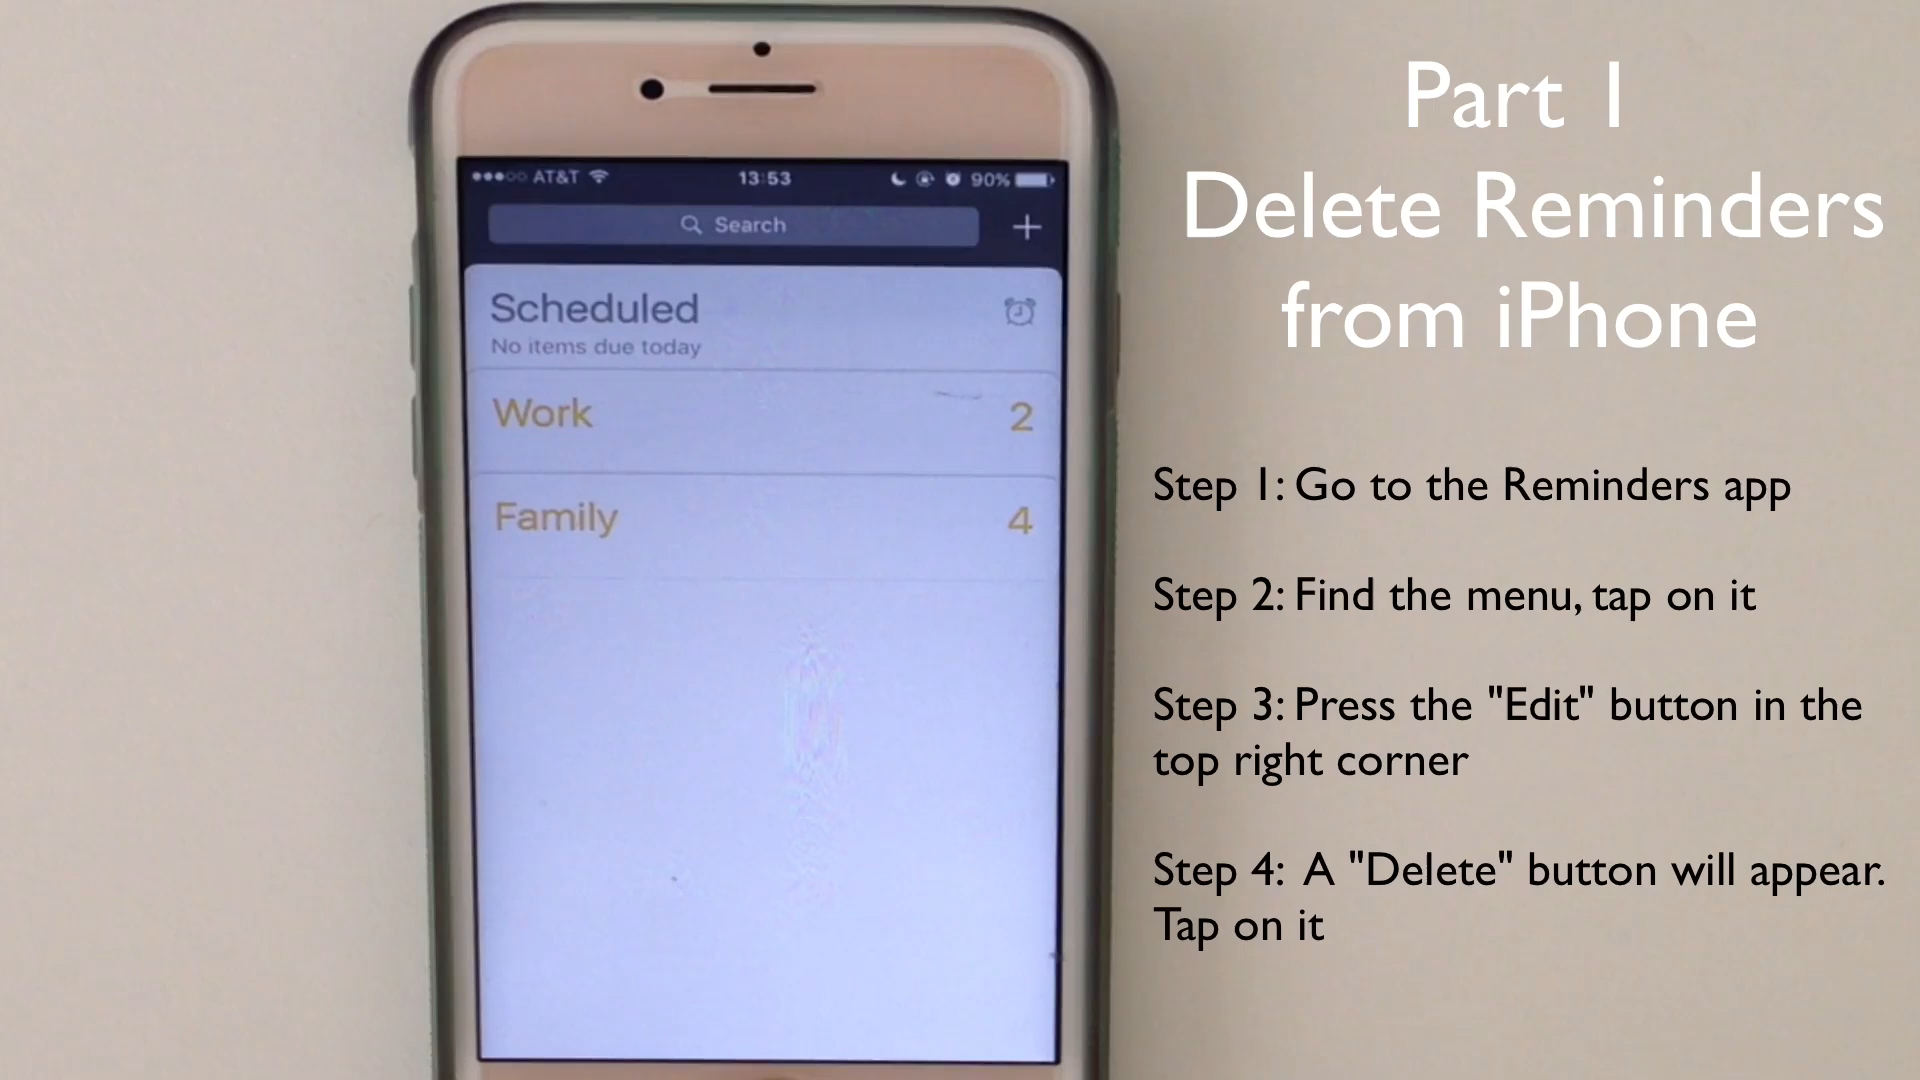 AT&T 13:53 90%
Search
Scheduled
No items due today
Work 2
Family 4
Part 1
Delete Reminders
from iPhone
Step 1: Go to the Reminders app
Step 2: Find the menu, tap on it
Step 3: Press the "Edit" button in the
top right corner
Step 4: A "Delete" button will appear.
Tap on it